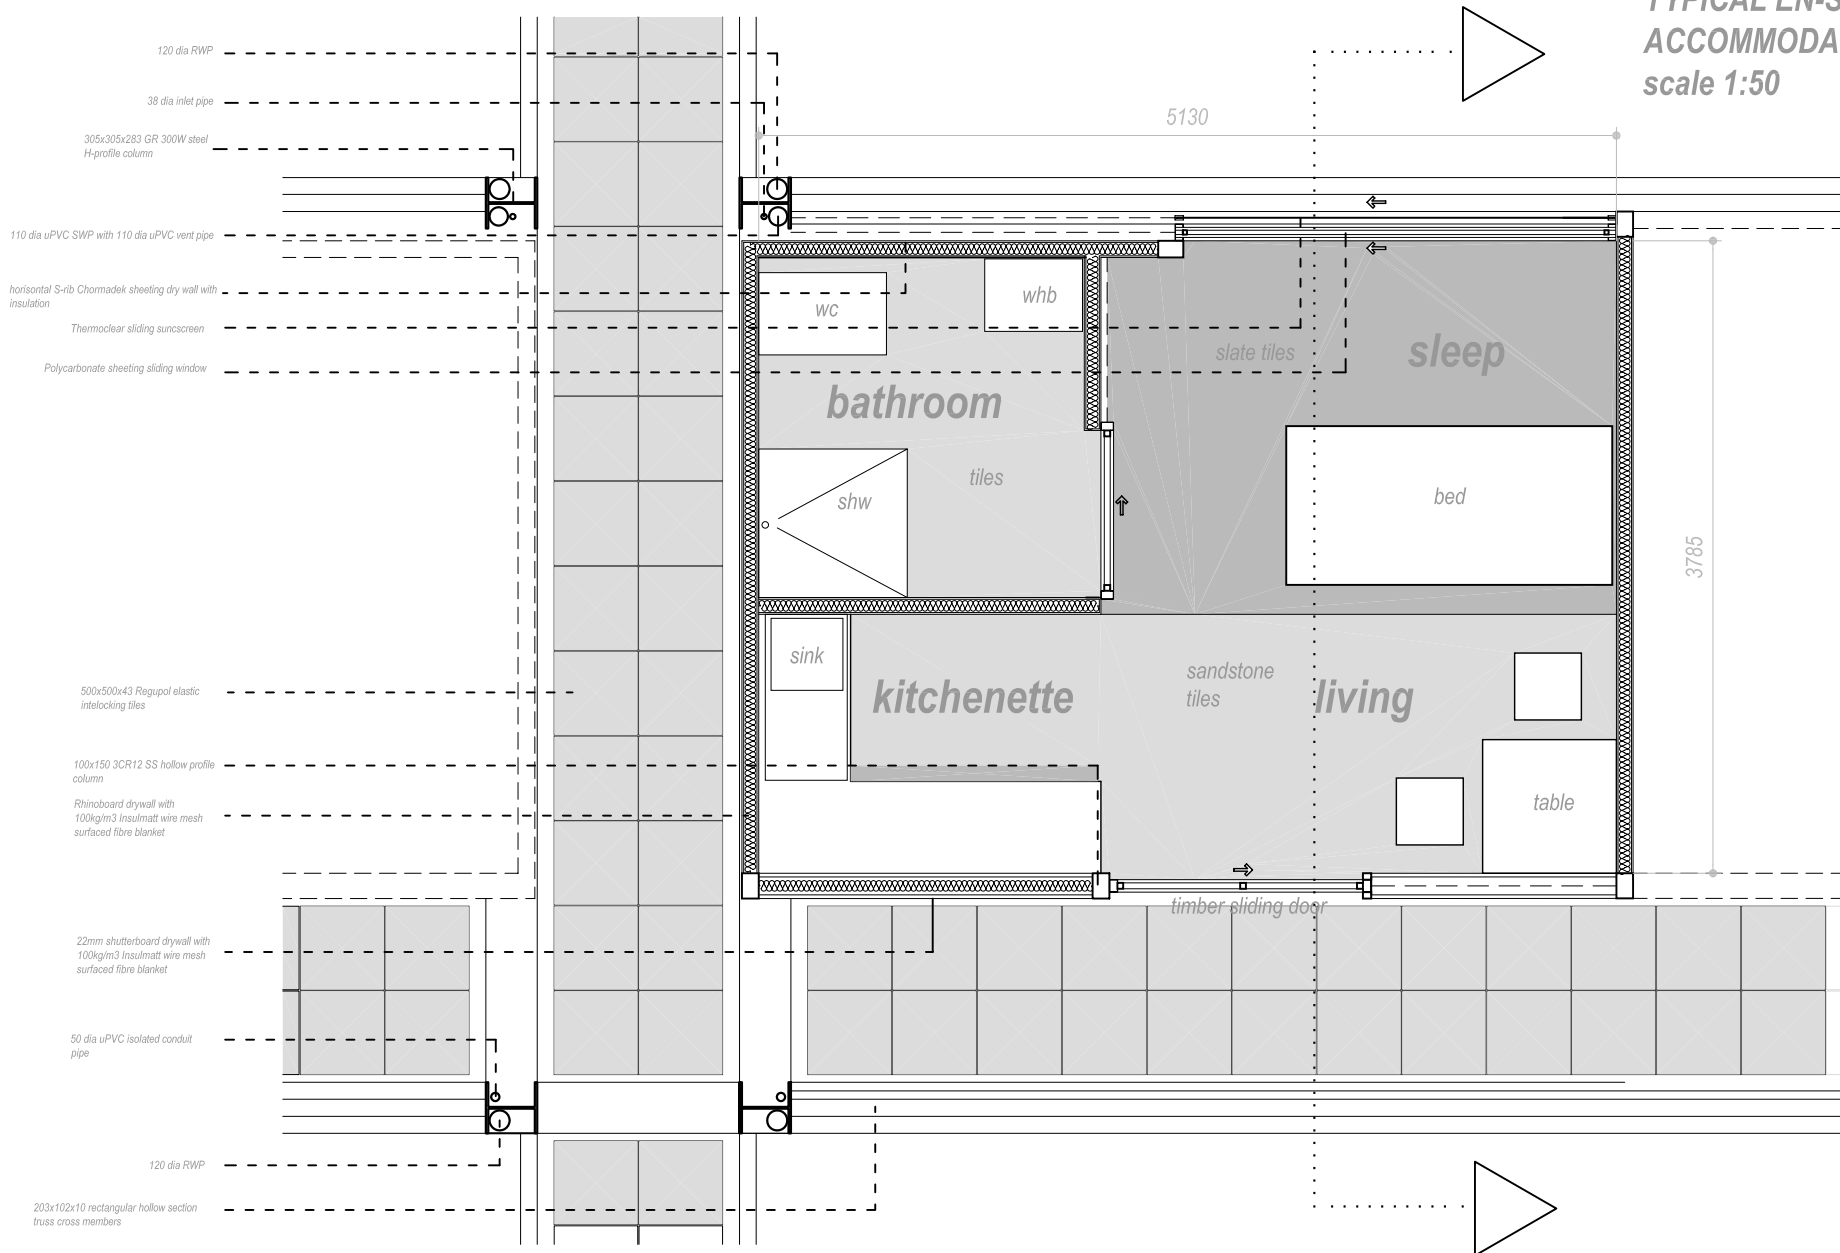 TYPICAL EN-S
ACCOMMODA
scale 1:50
120 dia RWP
38 dia inlet pipe
305x305x283 GR 300W steel
H-profile column
110 dia uPVC SWP with 110 dia uPVC vent pipe
horisontal S-rib Chormadek sheeting dry wall with
insulation
Thermoclear sliding suncscreen
Polycarbonate sheeting sliding window
500x500x43 Regupol elastic
intelocking tiles
100x150 3CR12 SS hollow profile
column
Rhinoboard drywall with
100kg/m3 Insulmatt wire mesh
surfaced fibre blanket
22mm shutterboard drywall with
100kg/m3 Insulmatt wire mesh
surfaced fibre blanket
50 dia uPVC isolated conduit
pipe
120 dia RWP
203x102x10 rectangular hollow section
truss cross members
5130
3785
wc
whb
bathroom
tiles
shw
slate tiles
sleep
bed
sink
kitchenette
sandstone
tiles
living
table
timber sliding door